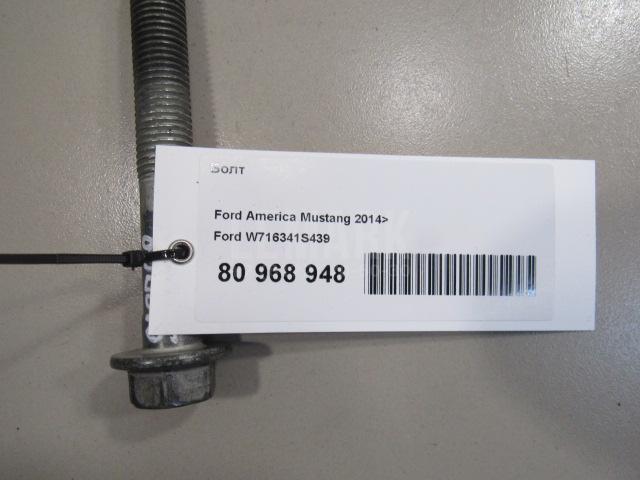 Болт
Ford America Mustang 2014>
Ford W716341S439
80 968 948